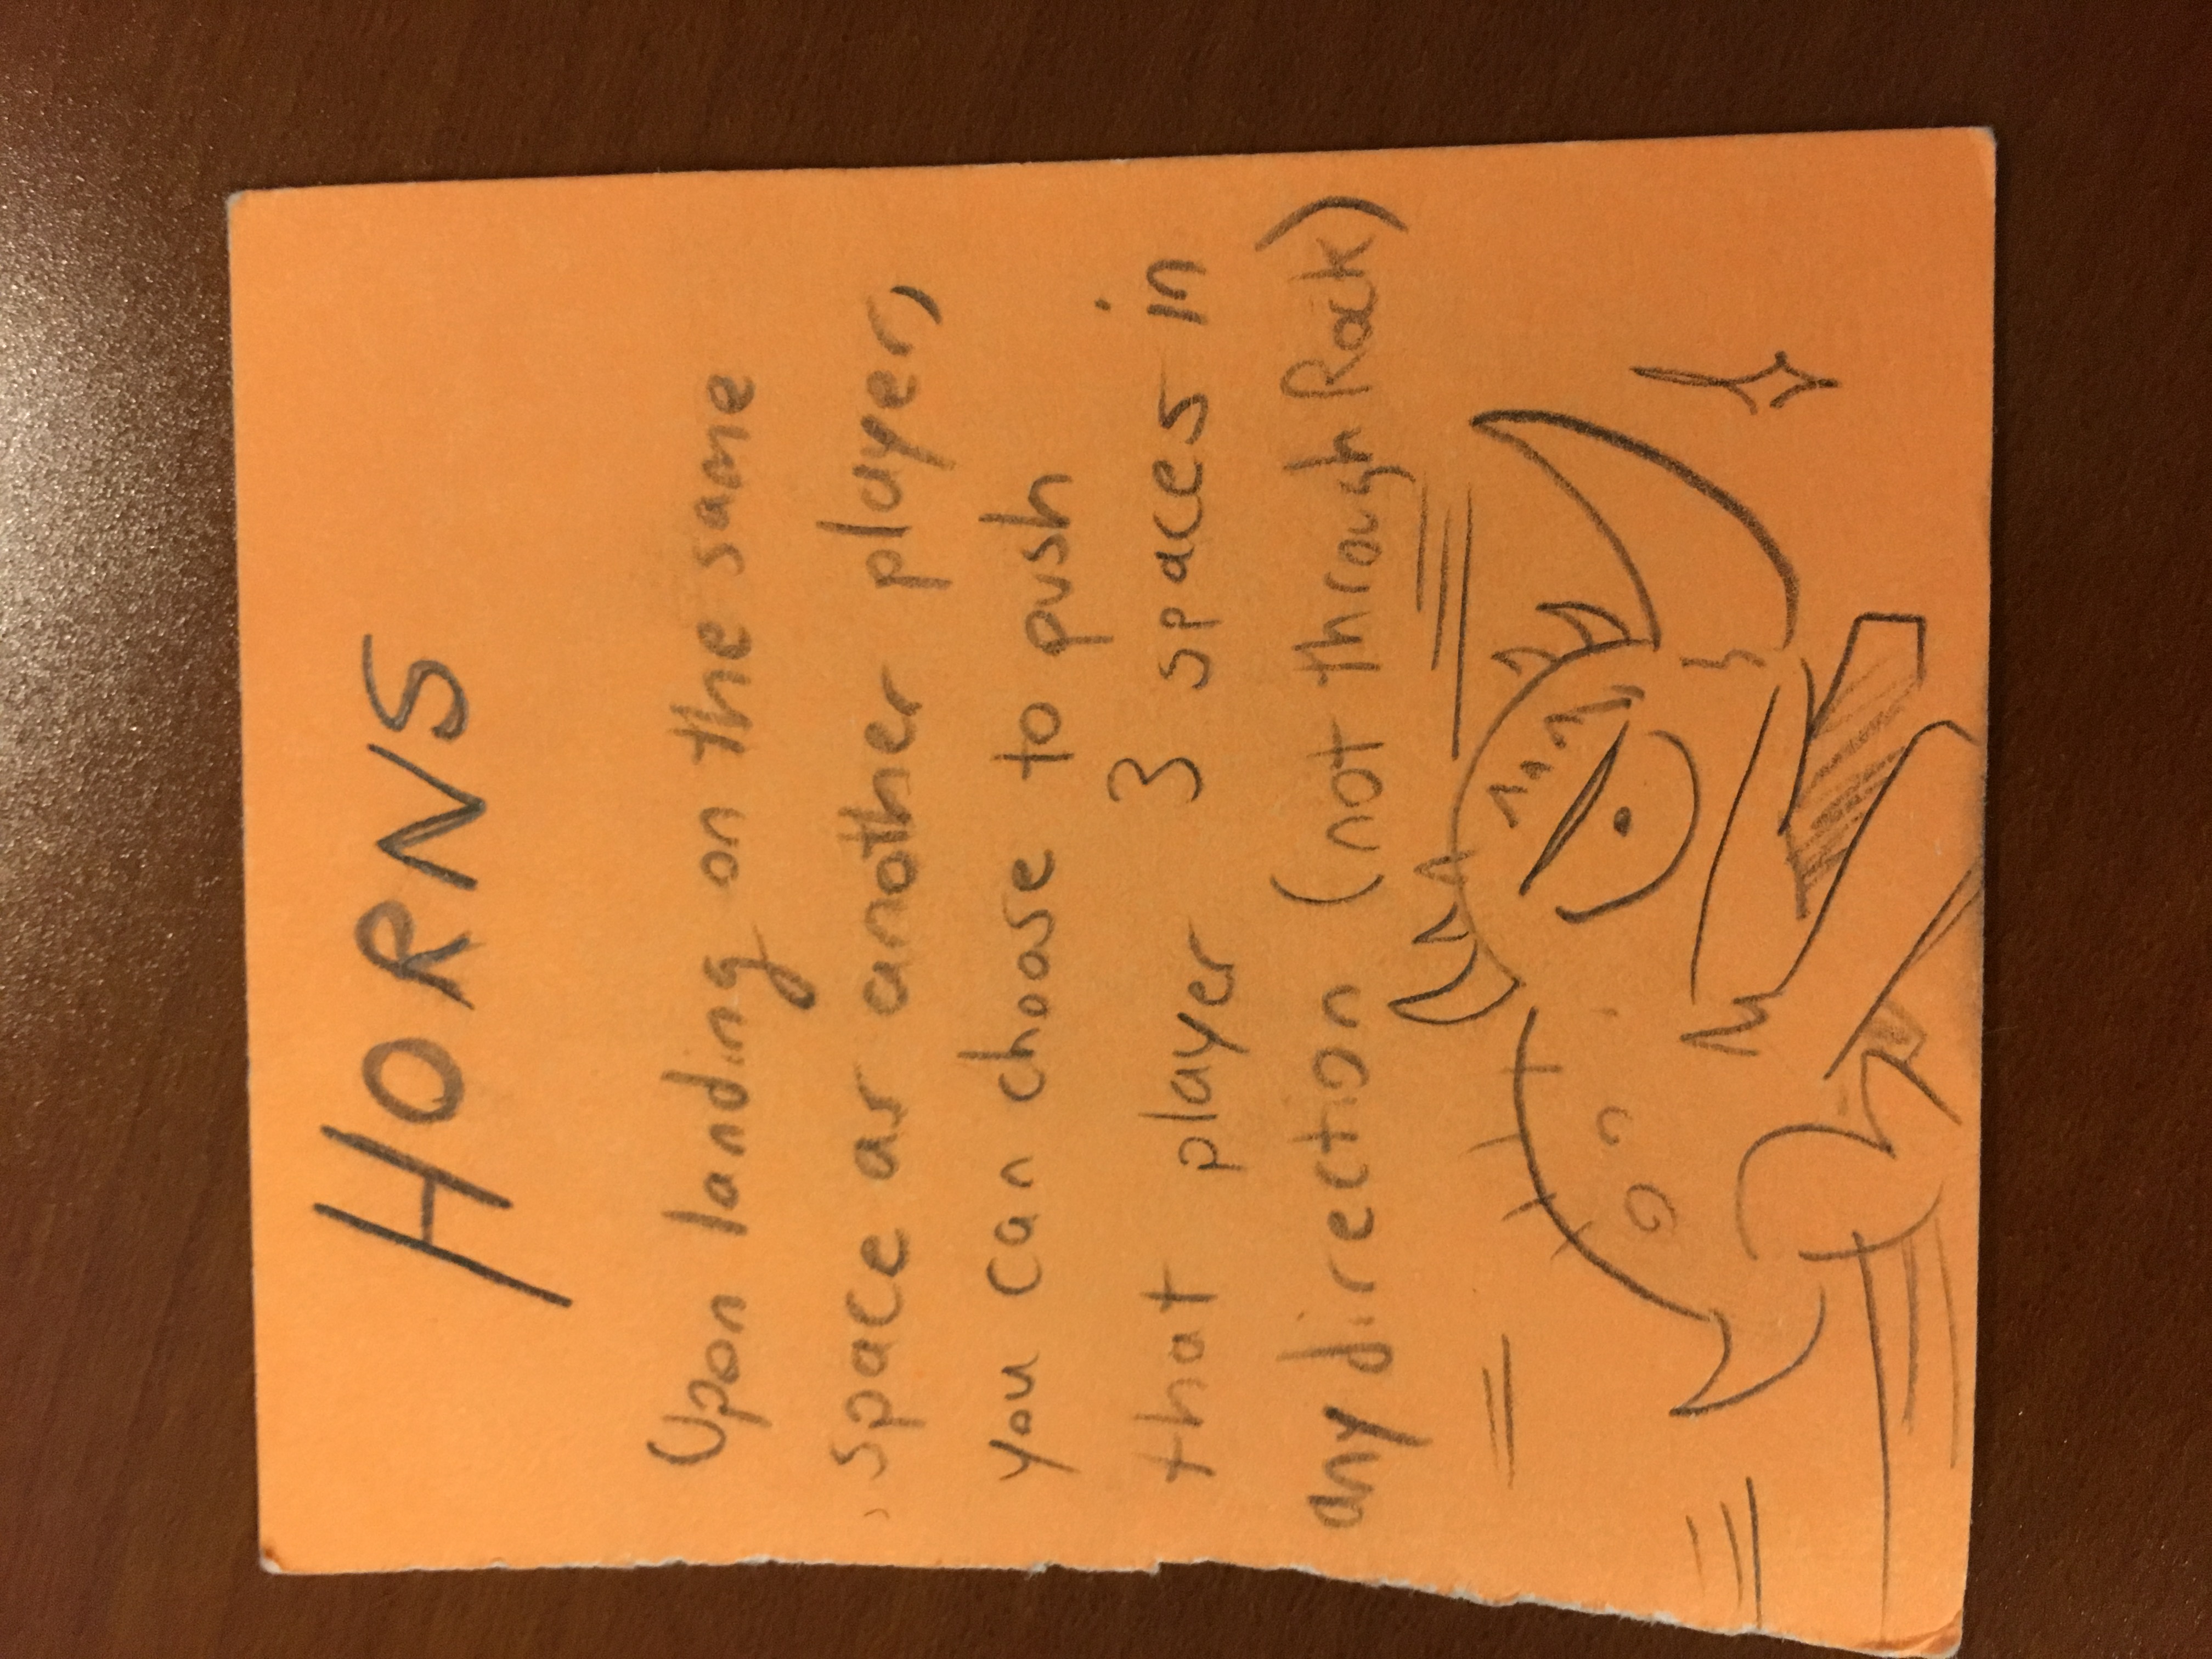 HORNS
Upon landing on the same
space as another player,
you can choose to push
that player 3 spaces in
any direction (not through Rock)